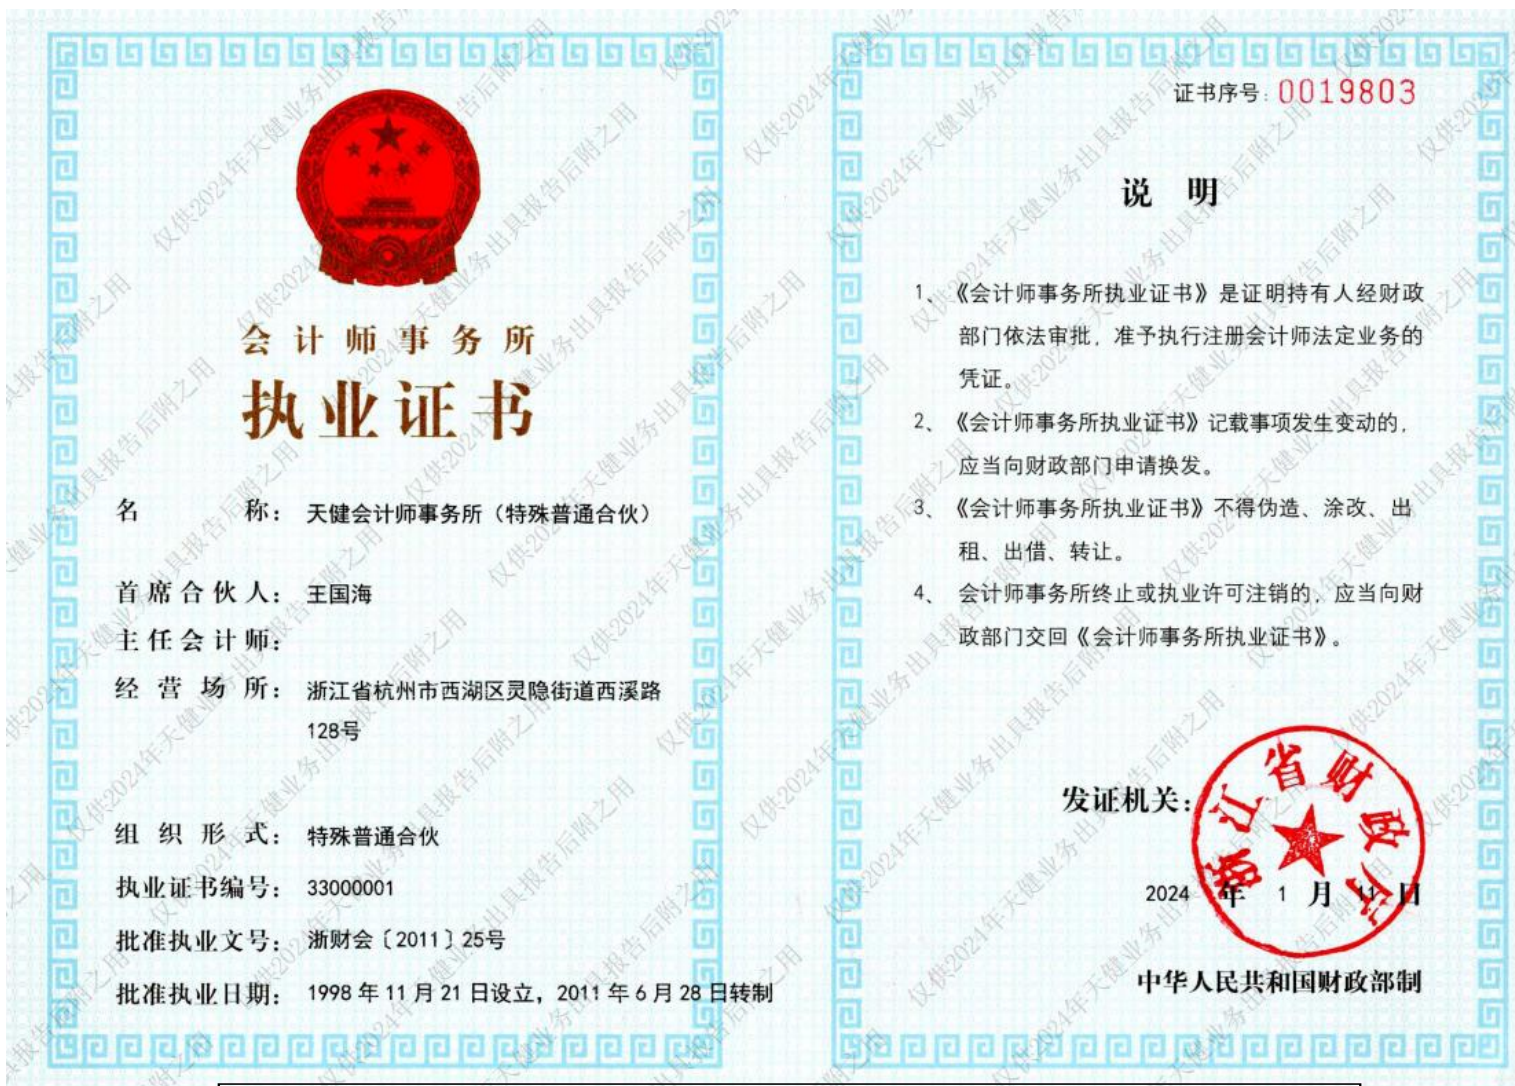 会计师事务所
执业证书
名 称： 天健会计师事务所（特殊普通合伙）
首席合伙人： 王国海
主任会计师：
经营场所： 浙江省杭州市西湖区灵隐街道西溪路
128号
组织形式： 特殊普通合伙
执业证书编号： 33000001
批准执业文号： 浙财会〔2011〕25号
批准执业日期： 1998 年 11 月 21 日设立，2011 年 6 月 28 日转制
证书序号：0019803
说 明
1、《会计师事务所执业证书》是证明持有人经财政
部门依法审批，准予执行注册会计师法定业务的
凭证。
2、《会计师事务所执业证书》记载事项发生变动的，
应当向财政部门申请换发。
3、《会计师事务所执业证书》不得伪造、涂改、出
租、出借、转让。
4、 会计师事务所终止或执业许可注销的，应当向财
政部门交回《会计师事务所执业证书》。
发证机关：
浙江省财政厅
2024 年 1 月 11 日
中华人民共和国财政部制
仅供2024年天健业务出具报告后附之用